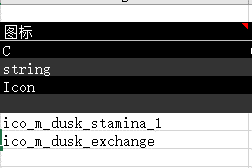 图标
C
string
Icon
ico_m_dusk_stamina_1
ico_m_dusk_exchange